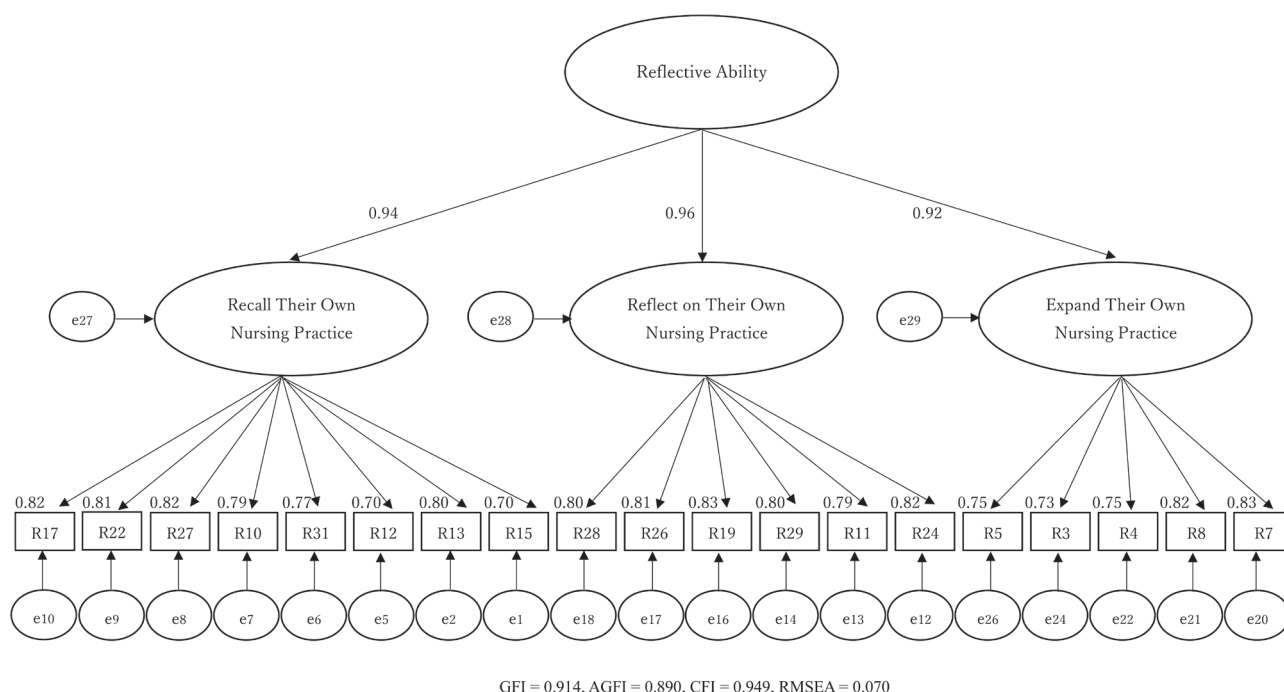 Reflective Ability
0.94
0.96
0.92
e27
Recall Their Own
Nursing Practice
e28
Reflect on Their Own
Nursing Practice
e29
Expand Their Own
Nursing Practice
0.82 0.81 0.82 0.79 0.77 0.70 0.80 0.70 0.80 0.81 0.83 0.80 0.79 0.82 0.75 0.73 0.75 0.82 0.83
R17 R22 R27 R10 R31 R12 R13 R15 R28 R26 R19 R29 R11 R24 R5 R3 R4 R8 R7
e10 e9 e8 e7 e6 e5 e2 e1 e18 e17 e16 e14 e13 e12 e26 e24 e22 e21 e20
GFI = 0.914, AGFI = 0.890, CFI = 0.949, RMSEA = 0.070